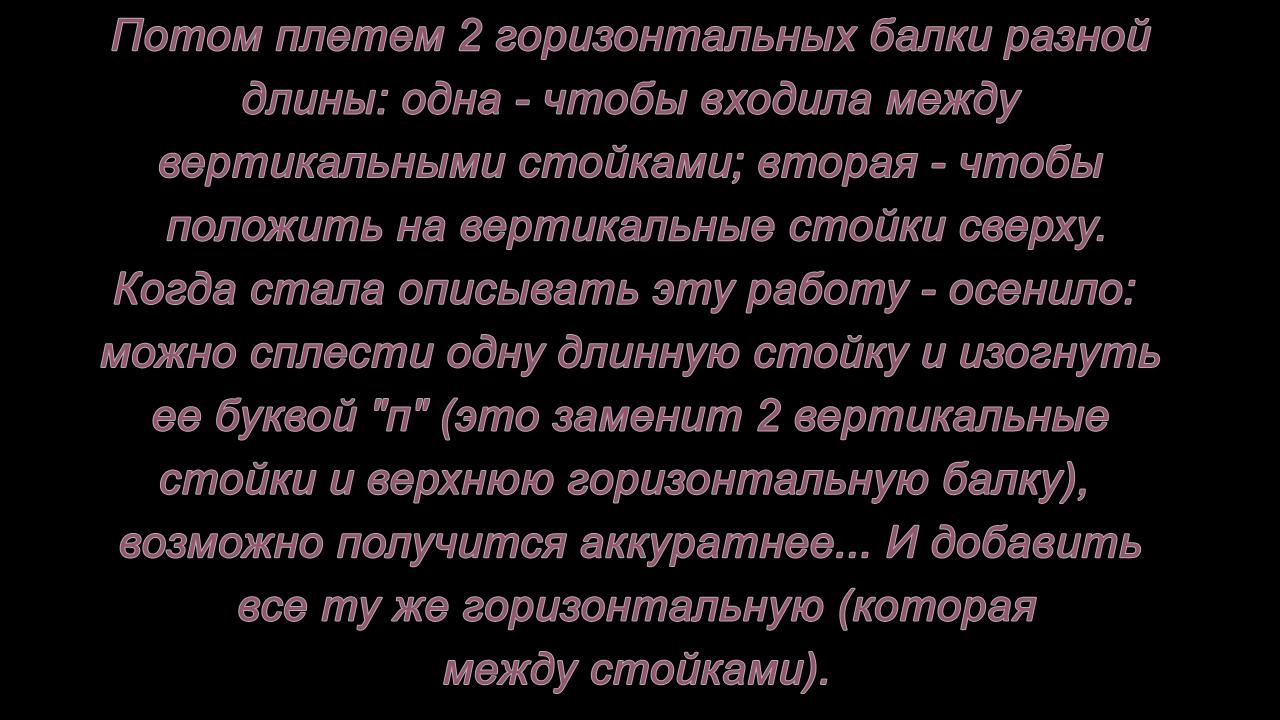 Потом плетем 2 горизонтальных балки разной
длины: одна - чтобы входила между
вертикальными стойками; вторая - чтобы
положить на вертикальные стойки сверху.
Когда стала описывать эту работу - осенило:
можно сплести одну длинную стойку и изогнуть
ее буквой "п" (это заменит 2 вертикальные
стойки и верхнюю горизонтальную балку),
возможно получится аккуратнее... И добавить
все ту же горизонтальную (которая
между стойками).